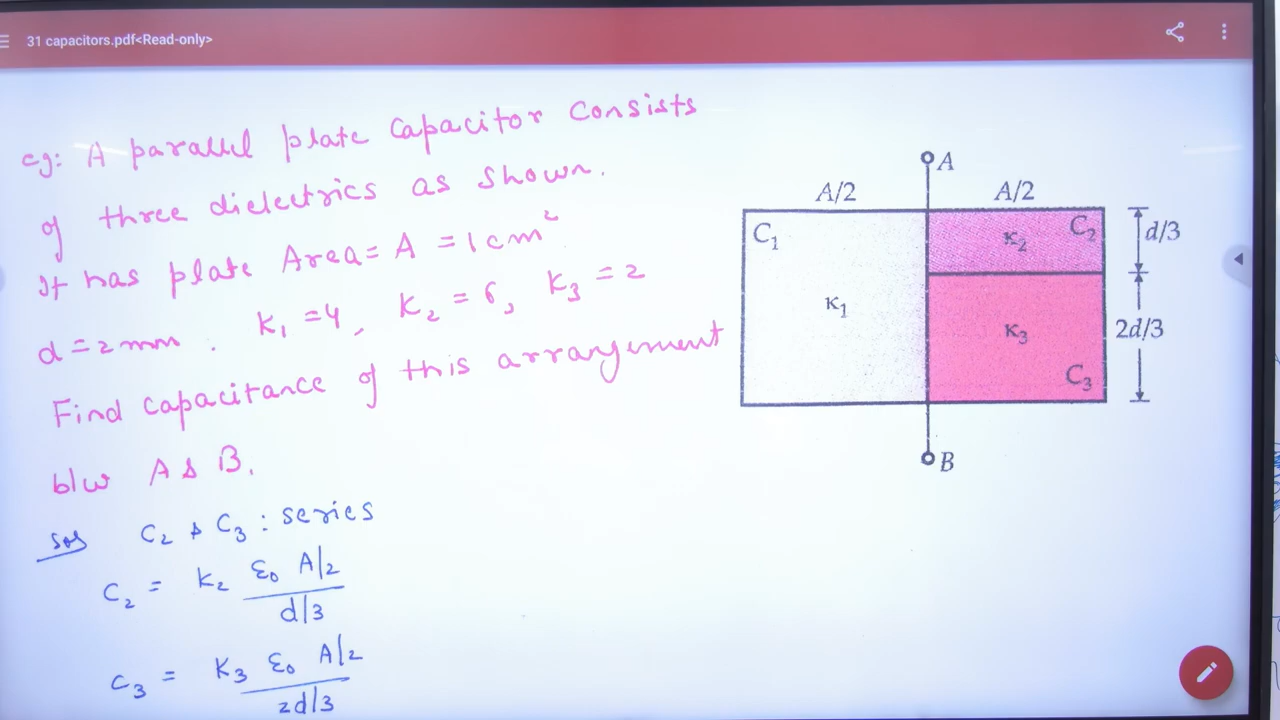 31 capacitors.pdf<Read-only>
eg: A parallel plate capacitor consists
of three dielectrics as shown.
It has plate Area = A = 1 cm²
d = 2 mm. K₁ = 4, K₂ = 6, K₃ = 2
Find capacitance of this arrangement
b/w A & B.
Sol C₂ & C₃ : series
C₂ = K₂ ε₀ A/2
d/3
C₃ = K₃ ε₀ A/2
2d/3
A
A/2 A/2
C₁ K₂ C₂ d/3
K₁ K₃ 2d/3
C₃
B